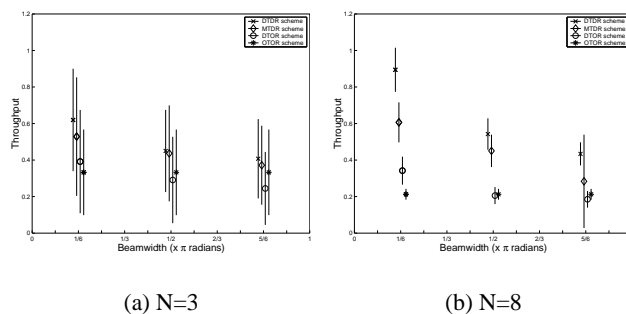 1.2
1
0.8
0.6
0.4
0.2
0
Throughput
DTDR scheme
MTDR scheme
DTOR scheme
OTOR scheme
0 1/6 1/3 1/2 2/3 5/6 1
Beamwidth (x π radians)
(a) N=3
1.2
1
0.8
0.6
0.4
0.2
0
Throughput
DTDR scheme
MTDR scheme
DTOR scheme
OTOR scheme
0 1/6 1/3 1/2 2/3 5/6
Beamwidth (x π radians)
(b) N=8